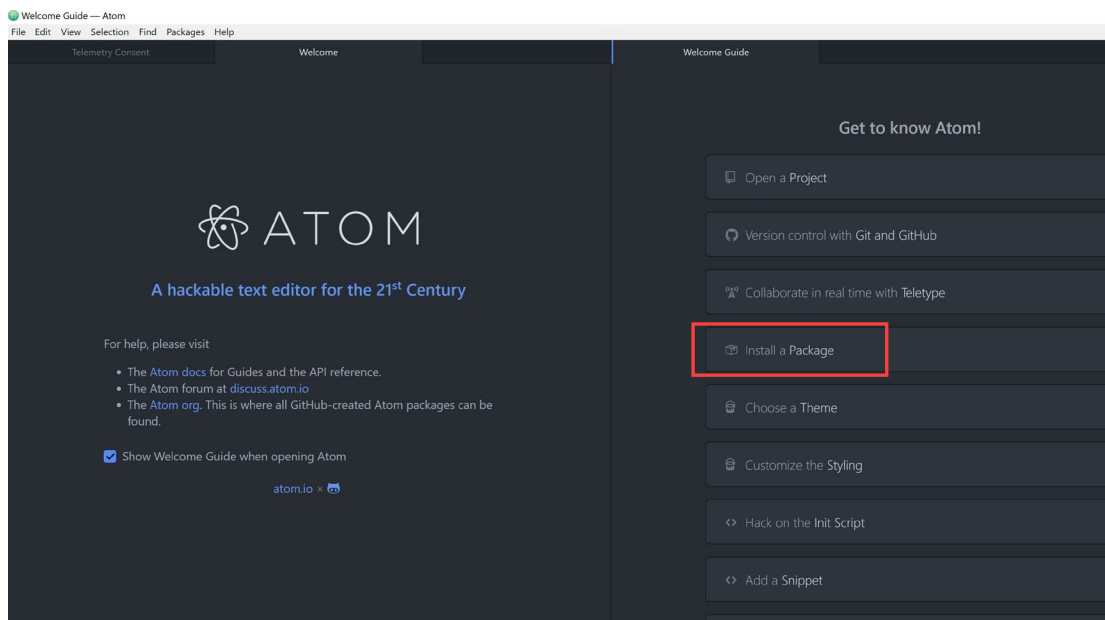 Welcome Guide — Atom
File Edit View Selection Find Packages Help
Telemetry Consent
Welcome
Welcome Guide
ATOM
A hackable text editor for the 21st Century
For help, please visit
• The Atom docs for Guides and the API reference.
• The Atom forum at discuss.atom.io
• The Atom org. This is where all GitHub-created Atom packages can be
found.
Show Welcome Guide when opening Atom
atom.io ×
Get to know Atom!
Open a Project
Version control with Git and GitHub
Collaborate in real time with Teletype
Install a Package
Choose a Theme
Customize the Styling
Hack on the Init Script
Add a Snippet